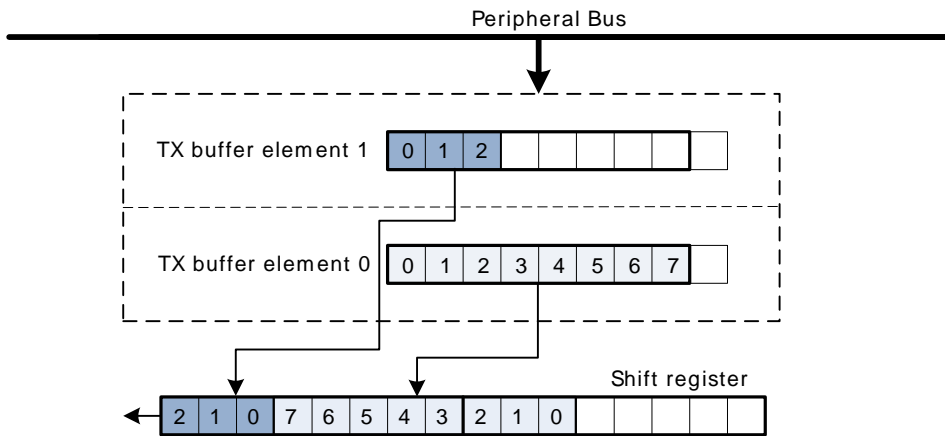 Peripheral Bus
TX buffer element 1
0 1 2
TX buffer element 0
0 1 2 3 4 5 6 7
Shift register
2 1 0 7 6 5 4 3 2 1 0